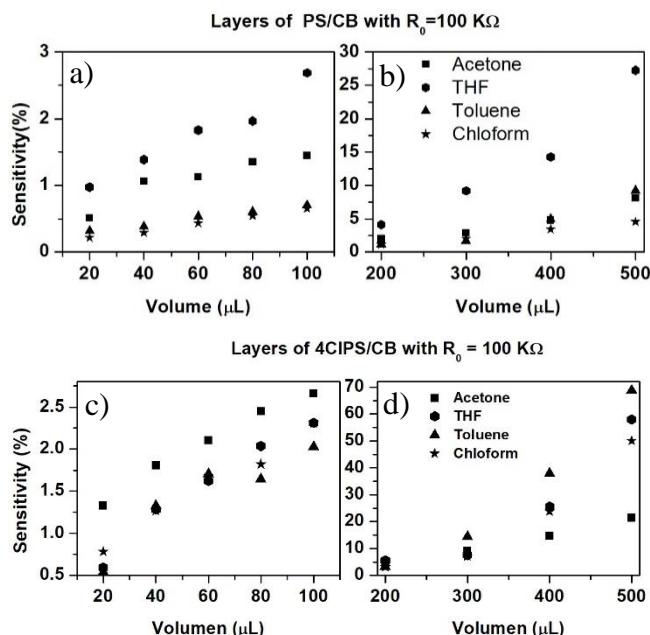 Layers of PS/CB with R₀=100 KΩ
a)
Sensitivity(%)
3
2
1
0
20 40 60 80 100
Volume (μL)
b)
30
25
20
15
10
5
0
200 300 400 500
Volume (μL)
Acetone
THF
Toluene
Chloform
Layers of 4ClPS/CB with R₀ = 100 KΩ
c)
Sensitivity (%)
2.5
2.0
1.5
1.0
0.5
20 40 60 80 100
Volumen (μL)
d)
70
60
50
40
30
20
10
0
200 300 400 500
Volumen (μL)
Acetone
THF
Toluene
Chloform